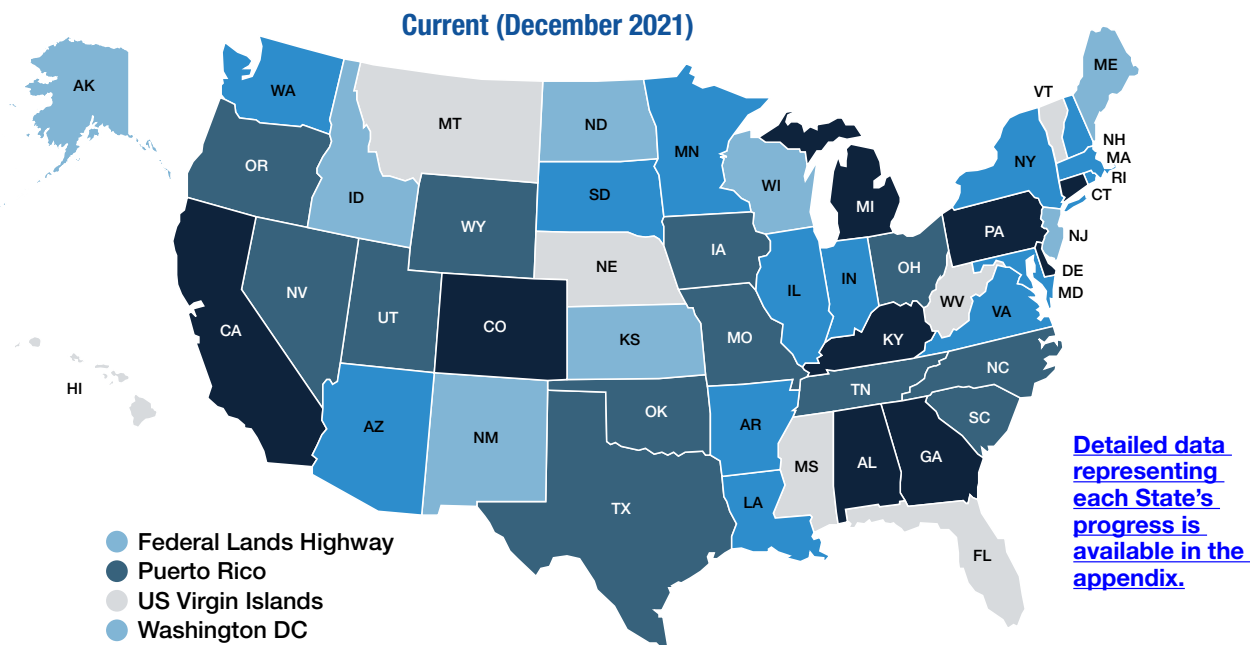 Current (December 2021)
AK
WA
MT
ND
MN
ME
VT
NH
MA
RI
CT
NY
OR
ID
SD
WI
MI
WY
IA
PA
NJ
NE
OH
DE
MD
NV
UT
CO
IL
IN
WV
VA
CA
KS
MO
KY
HI
NC
TN
AZ
NM
OK
AR
SC
MS
AL
GA
TX
LA
FL
Detailed data
representing
each State’s
progress is
available in the
appendix.
Federal Lands Highway
Puerto Rico
US Virgin Islands
Washington DC